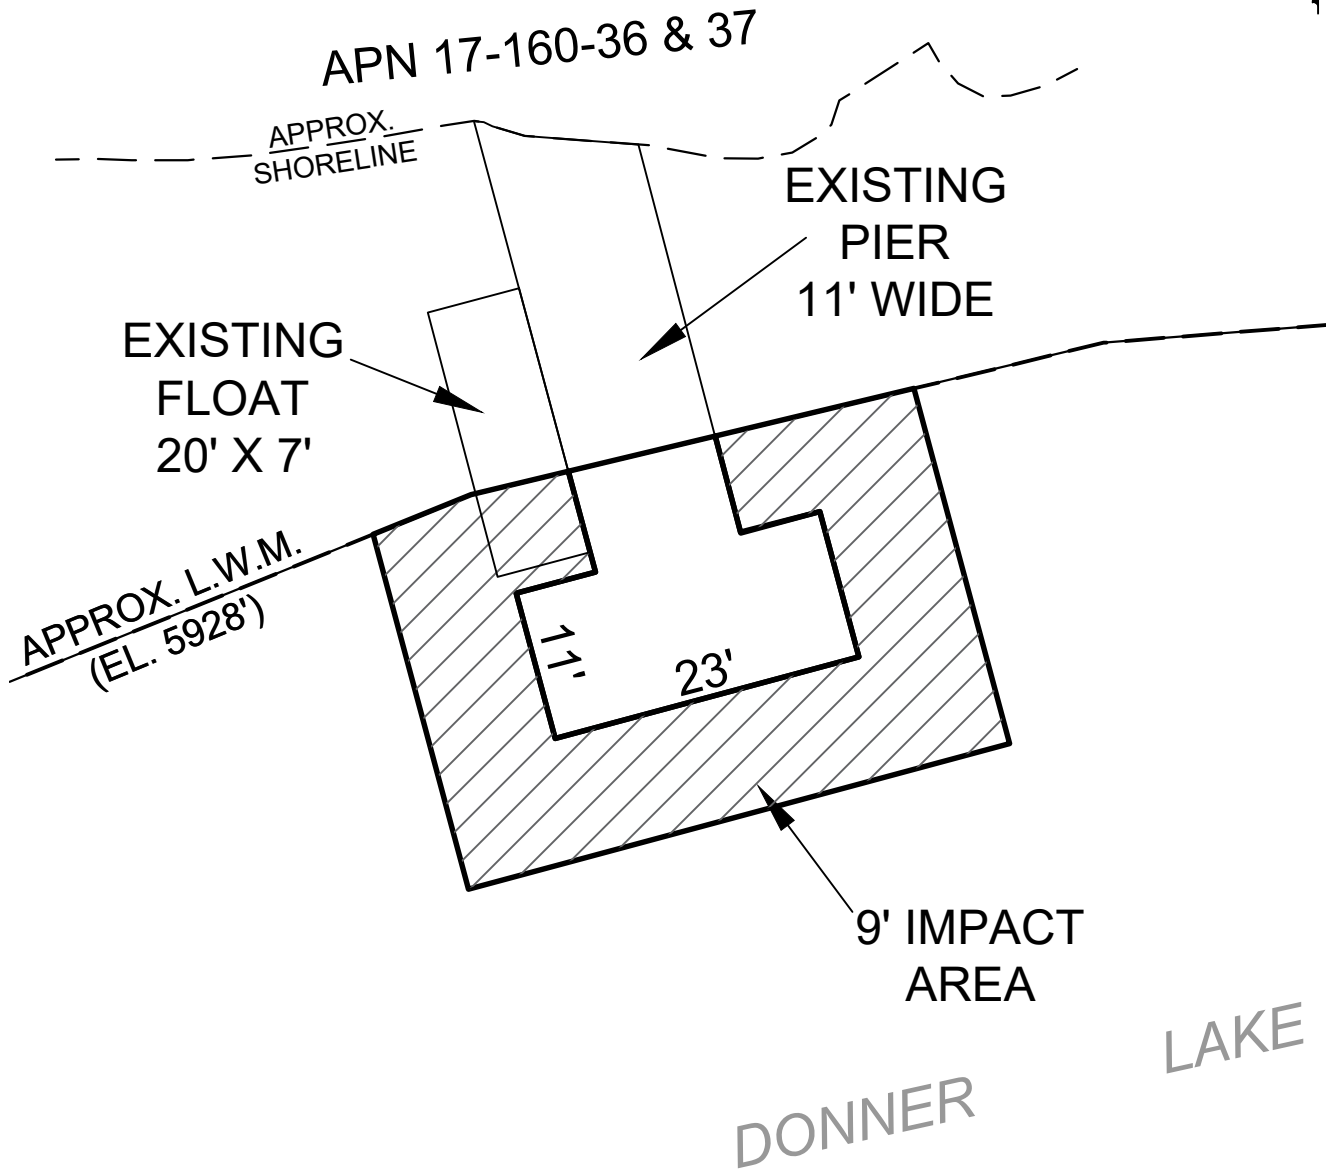 APN 17-160-36 & 37
APPROX.
SHORELINE
EXISTING
PIER
11' WIDE
EXISTING
FLOAT
20' X 7'
APPROX. L.W.M.
(EL. 5928')
11'
23'
9' IMPACT
AREA
LAKE
DONNER